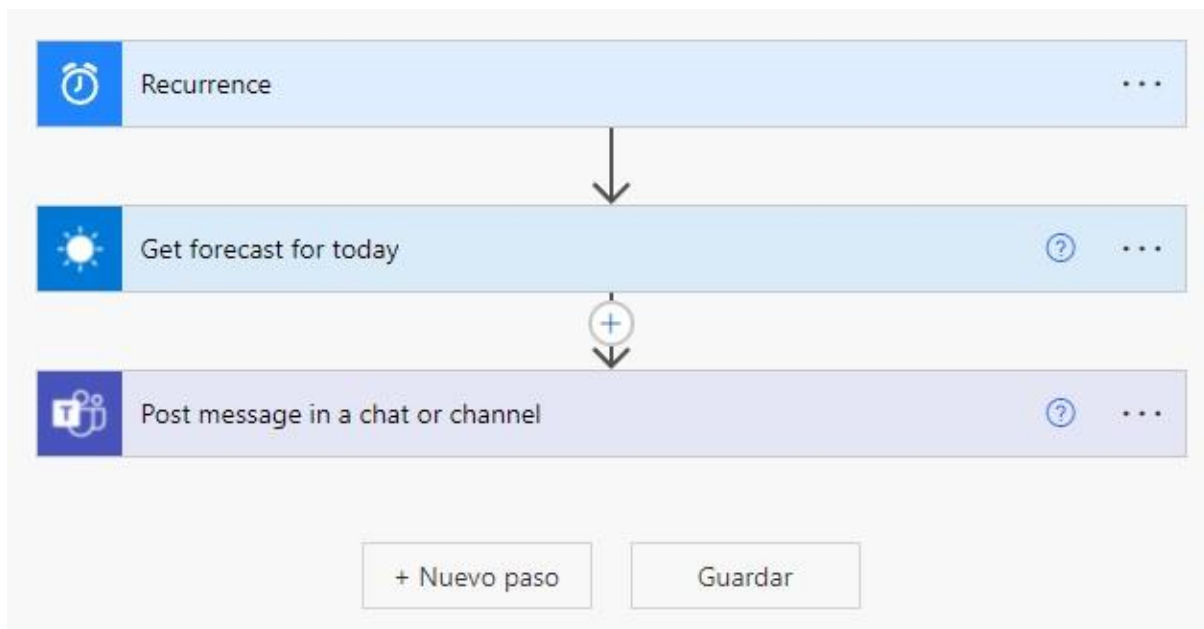 Recurrence
Get forecast for today
Post message in a chat or channel
+ Nuevo paso
Guardar